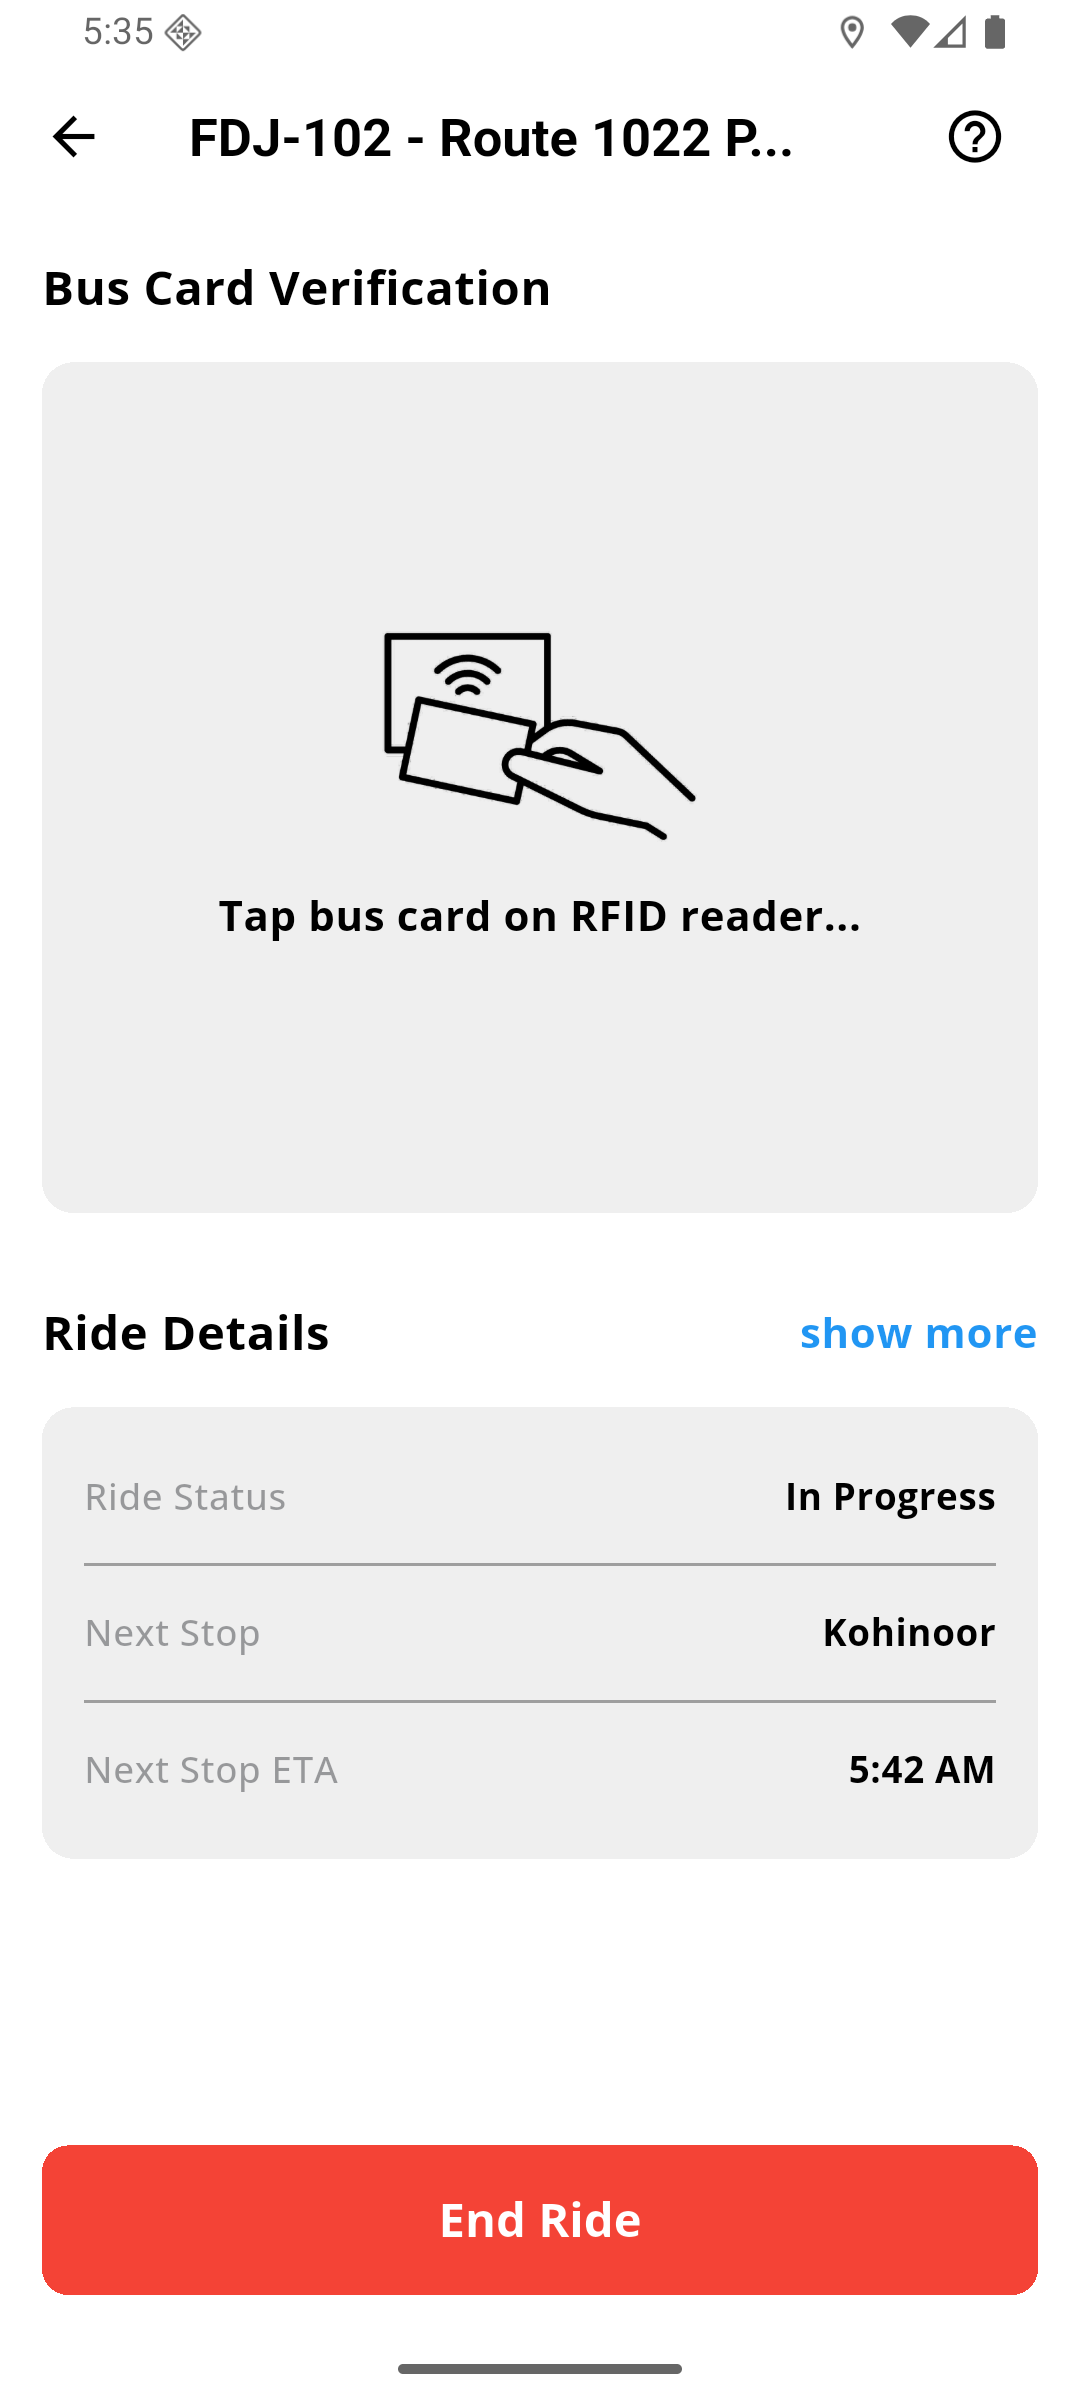 5:35
FDJ-102 - Route 1022 P...
Bus Card Verification
Tap bus card on RFID reader...
Ride Details
show more
Ride Status
In Progress
Next Stop
Kohinoor
Next Stop ETA
5:42 AM
End Ride